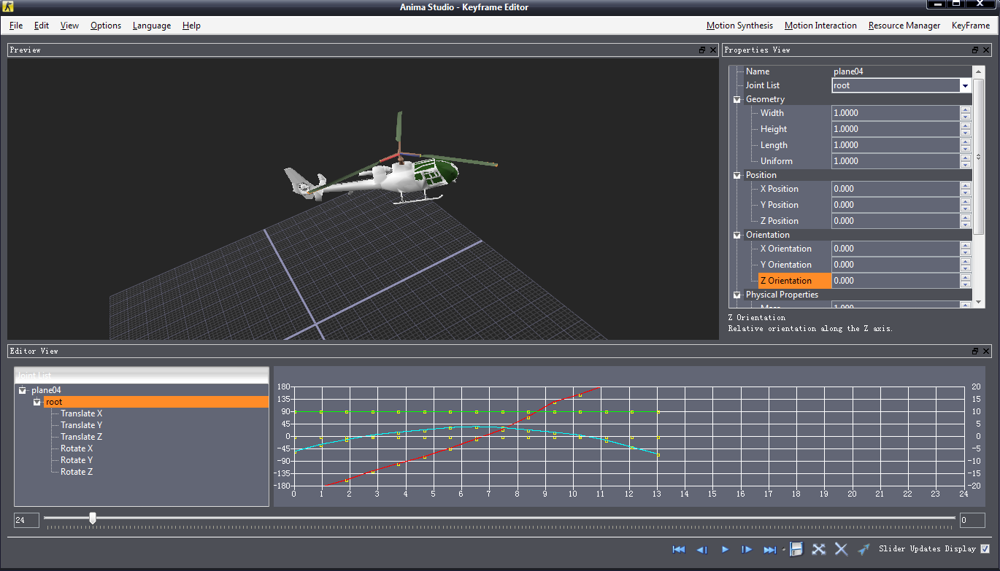 Anima Studio - Keyframe Editor
File Edit View Options Language Help Motion Synthesis Motion Interaction Resource Manager KeyFrame
Preview
Properties View
Name plane04
Joint List root
Geometry
Width 1.0000
Height 1.0000
Length 1.0000
Uniform 1.0000
Position
X Position 0.000
Y Position 0.000
Z Position 0.000
Orientation
X Orientation 0.000
Y Orientation 0.000
Z Orientation 0.000
Physical Properties
Mass 1.000
Z Orientation
Relative orientation along the Z axis.
Editor View
Joint List
plane04
root
Translate X
Translate Y
Translate Z
Rotate X
Rotate Y
Rotate Z
180 20
135 15
90 10
45 5
0 0
-45 -5
-90 -10
-135 -15
-180 -20
0 1 2 3 4 5 6 7 8 9 10 11 12 13 14 15 16 17 18 19 20 21 22 23 24
24 0
Slider Updates Display